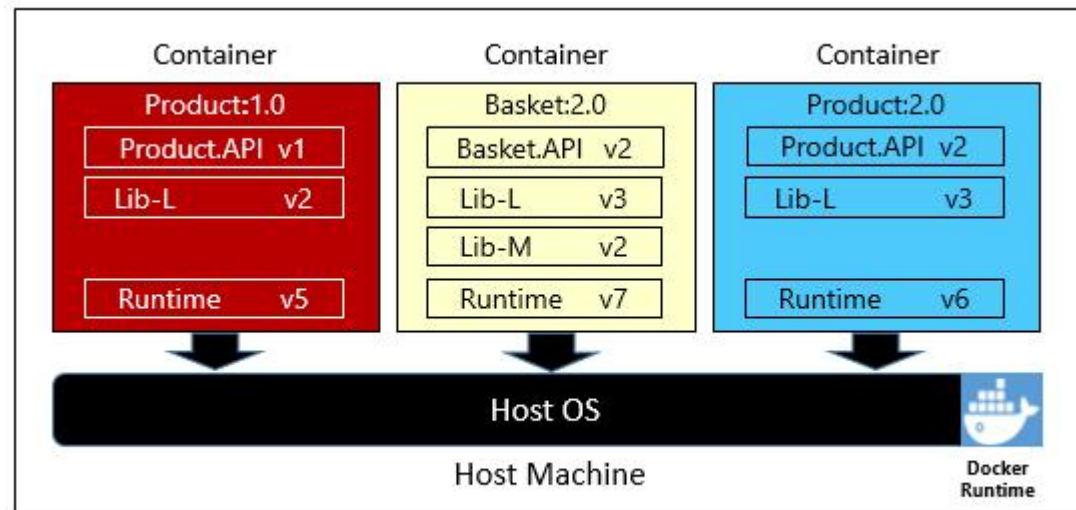 Container
Product:1.0
Product.API v1
Lib-L v2
Runtime v5
Container
Basket:2.0
Basket.API v2
Lib-L v3
Lib-M v2
Runtime v7
Container
Product:2.0
Product.API v2
Lib-L v3
Runtime v6
Host OS
Host Machine
Docker
Runtime